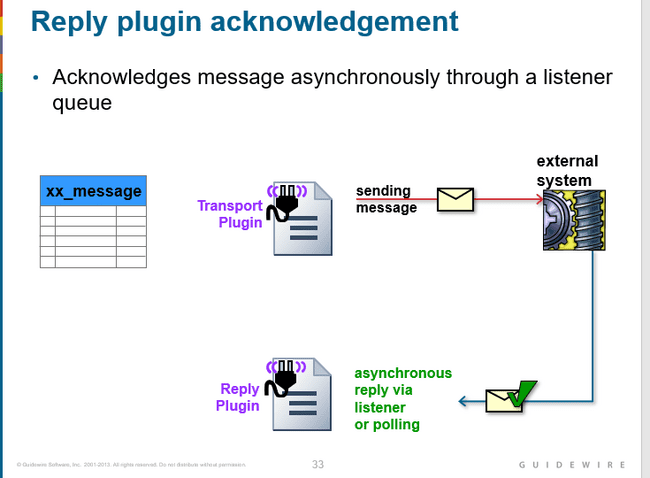 Reply plugin acknowledgement
• Acknowledges message asynchronously through a listener
queue
xx_message
Transport
Plugin
sending
message
external
system
Reply
Plugin
asynchronous
reply via
listener
or polling
© Guidewire Software, Inc. 2001-2013. All rights reserved. Do not distribute without permission.
33
GUIDEWIRE